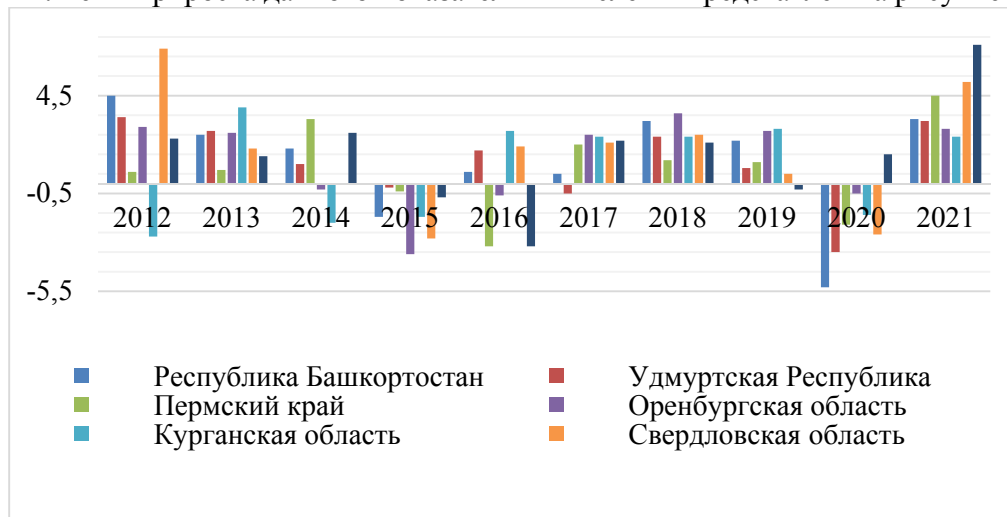 4,5
-0,5
2012 2013 2014 2015 2016 2017 2018 2019 2020 2021
-5,5
Республика Башкортостан Удмуртская Республика
Пермский край Оренбургская область
Курганская область Свердловская область